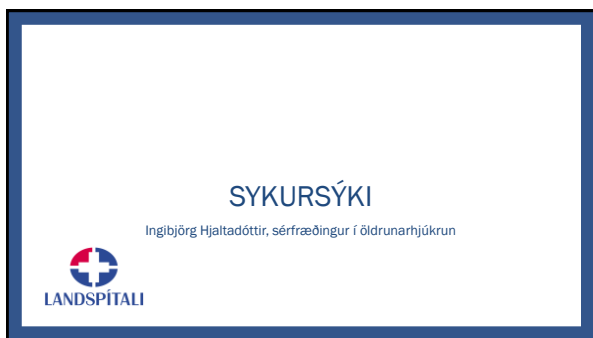 SYKURSÝKI
Ingibjörg Hjaltadóttir, sérfræðingur í öldrunarhjúkrun
LANDSPÍTALI